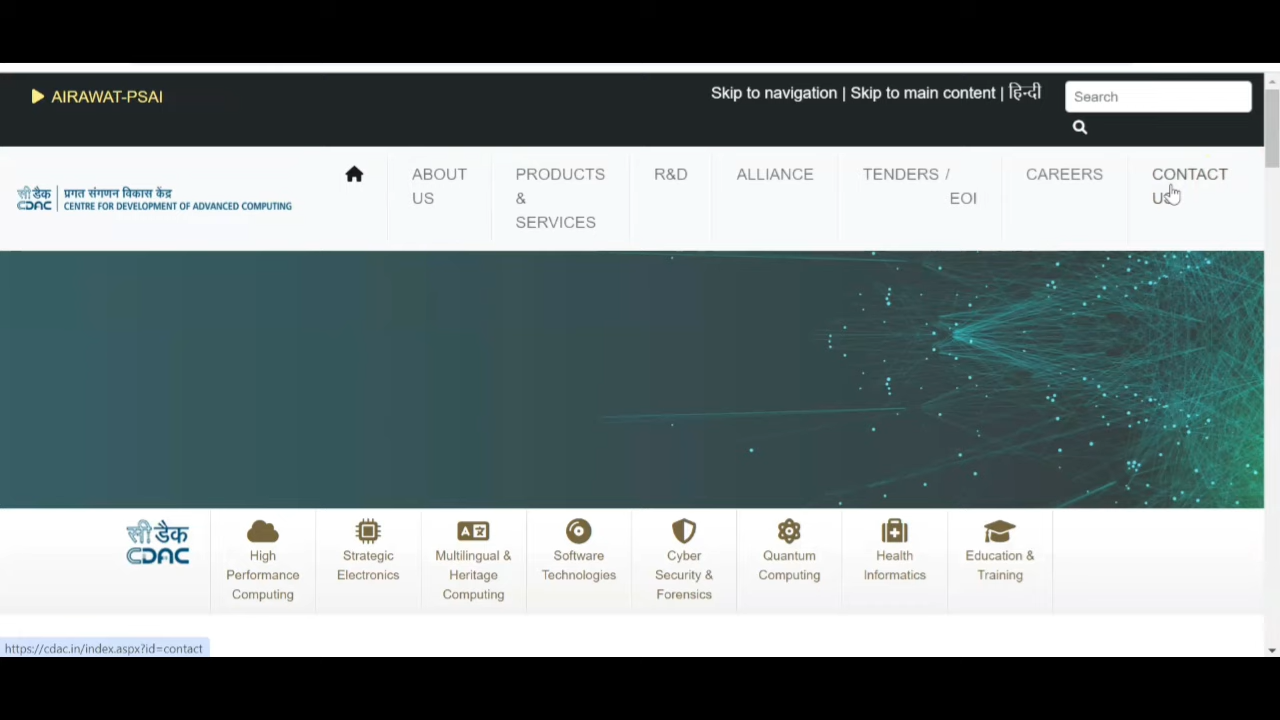 AIRAWAT-PSAI
Skip to navigation | Skip to main content | हिन्दी
Search
सी डैक
CDAC
प्रगत संगणन विकास केंद्र
CENTRE FOR DEVELOPMENT OF ADVANCED COMPUTING
ABOUT
US
PRODUCTS
&
SERVICES
R&D
ALLIANCE
TENDERS /
EOI
CAREERS
CONTACT
US
सी डैक
CDAC
High
Performance
Computing
Strategic
Electronics
Multilingual &
Heritage
Computing
Software
Technologies
Cyber
Security &
Forensics
Quantum
Computing
Health
Informatics
Education &
Training
https://cdac.in/index.aspx?id=contact